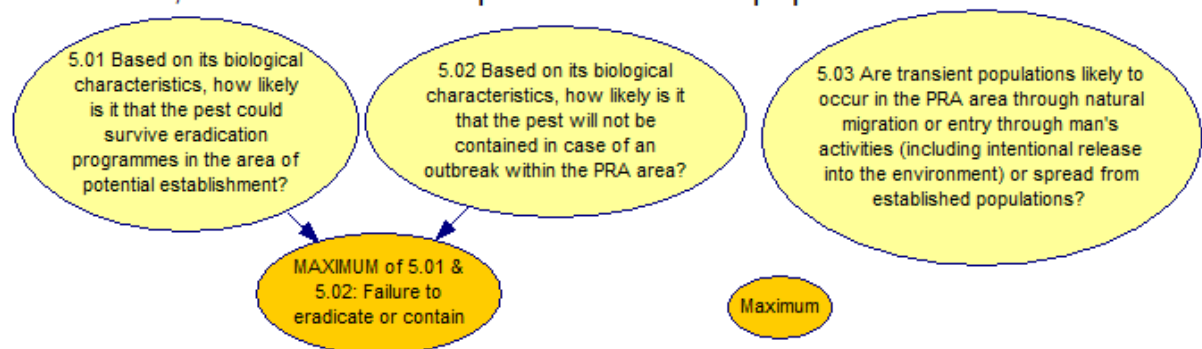 5.01 Based on its biological
characteristics, how likely
is it that the pest could
survive eradication
programmes in the area of
potential establishment?
5.02 Based on its biological
characteristics, how likely is it
that the pest will not be
contained in case of an
outbreak within the PRA area?
5.03 Are transient populations likely to
occur in the PRA area through natural
migration or entry through man's
activities (including intentional release
into the environment) or spread from
established populations?
MAXIMUM of 5.01 &
5.02: Failure to
eradicate or contain
Maximum